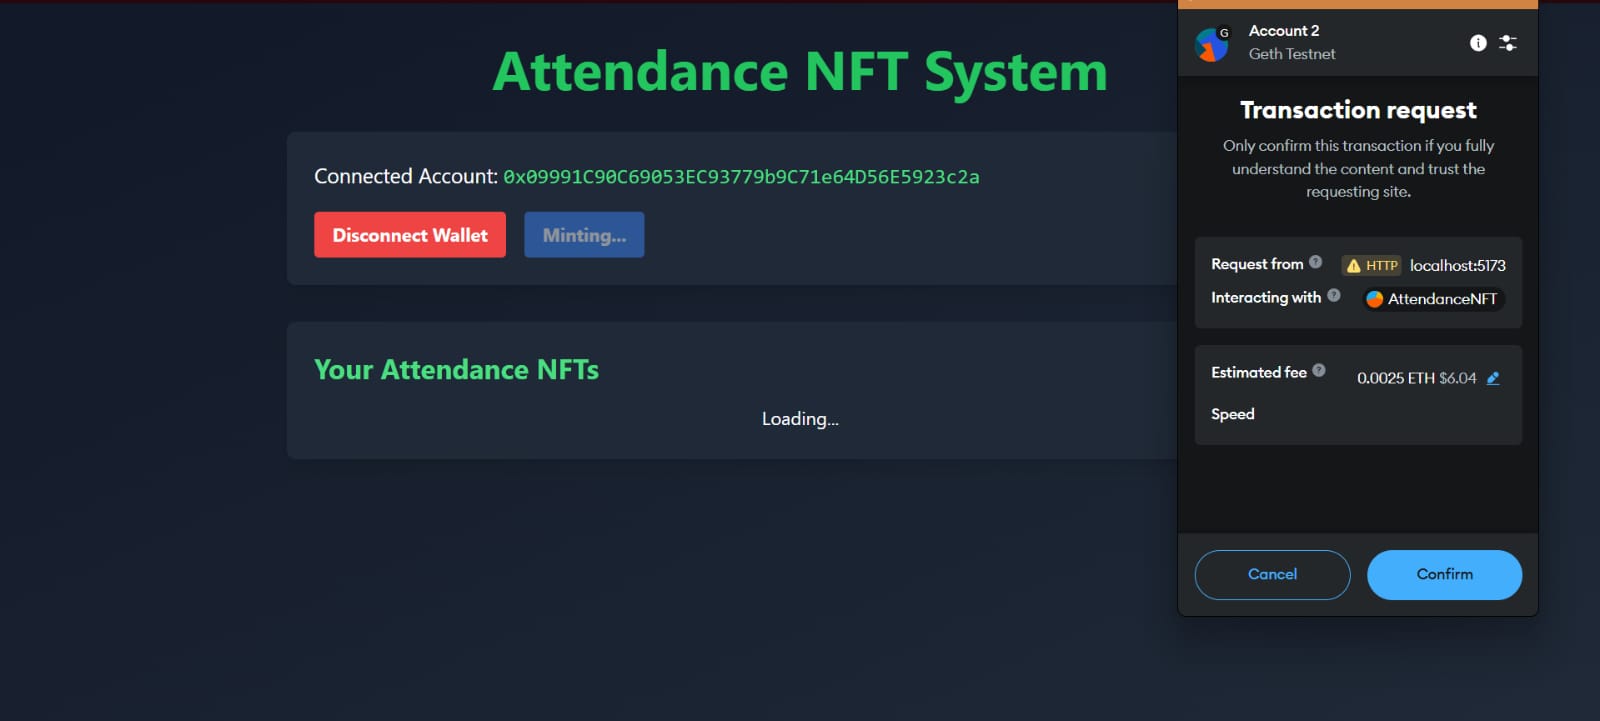 Attendance NFT System
Connected Account: 0x09991C90C69053EC93779b9C71e64D56E5923c2a
Disconnect Wallet
Minting...
Your Attendance NFTs
Loading...
G
Account 2
Geth Testnet
Transaction request
Only confirm this transaction if you fully
understand the content and trust the
requesting site.
Request from ? HTTP localhost:5173
Interacting with ? AttendanceNFT
Estimated fee ? 0.0025 ETH $6.04
Speed
Cancel
Confirm